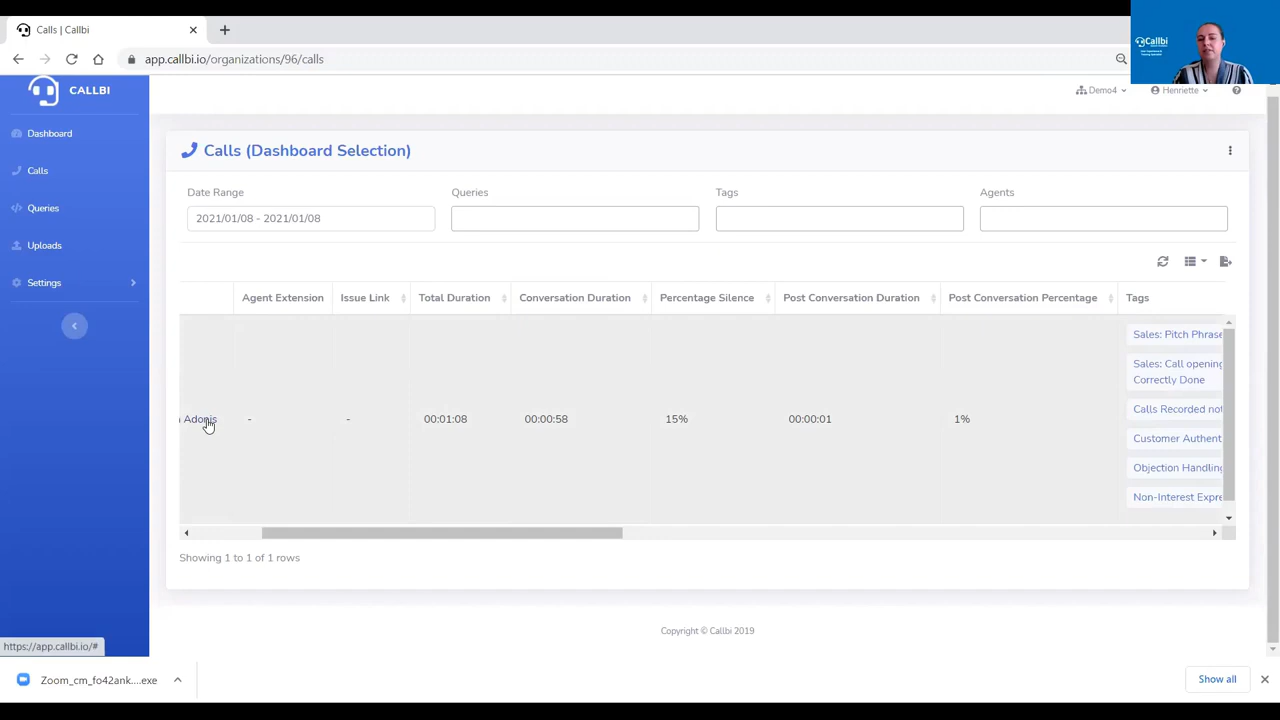 Calls | Callbi
app.callbi.io/organizations/96/calls
Callbi
CALLBI
Demo4
Henriette
Dashboard
Calls
Queries
Uploads
Settings
Calls (Dashboard Selection)
Date Range
Queries
Tags
Agents
2021/01/08 - 2021/01/08
Agent Extension
Issue Link
Total Duration
Conversation Duration
Percentage Silence
Post Conversation Duration
Post Conversation Percentage
Tags
Adonis
-
-
00:01:08
00:00:58
15%
00:00:01
1%
Sales: Pitch Phrase
Sales: Call opening
Correctly Done
Calls Recorded not
Customer Authent
Objection Handling
Non-Interest Expre
Showing 1 to 1 of 1 rows
Copyright © Callbi 2019
https://app.callbi.io/#
Zoom_cm_fo42ank....exe
Show all